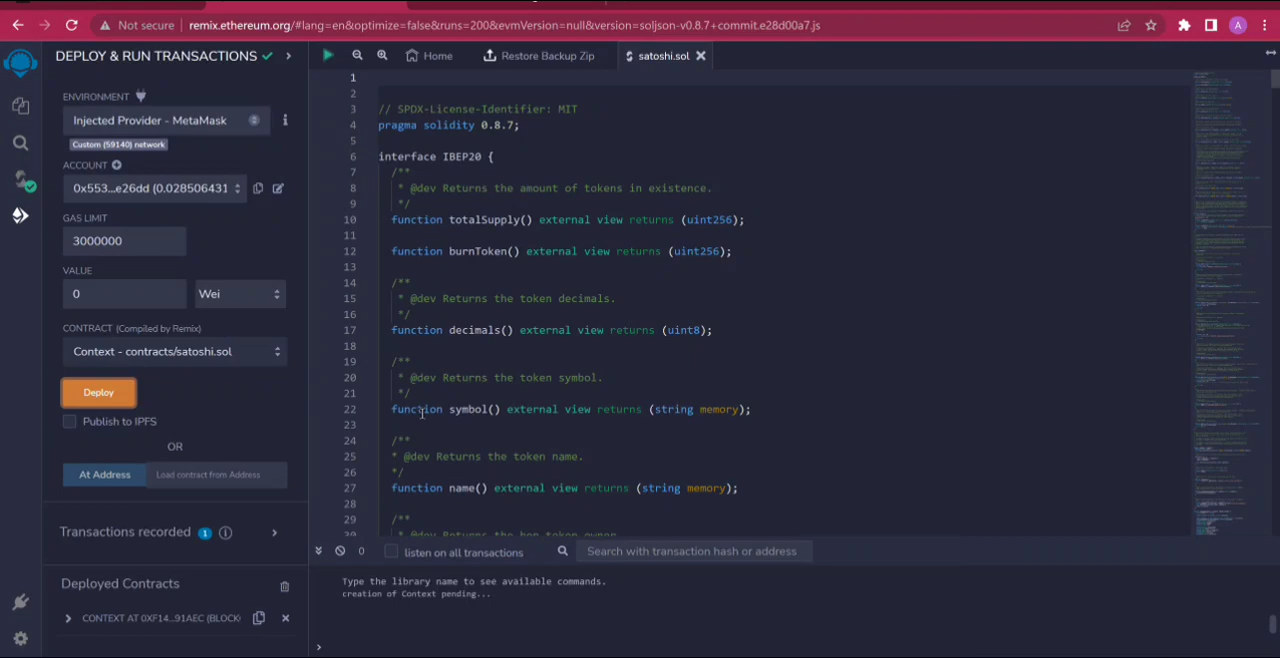 Not secure remix.ethereum.org/#lang=en&optimize=false&runs=200&evmVersion=null&version=soljson-v0.8.7+commit.e28d00a7.js
A
DEPLOY & RUN TRANSACTIONS
ENVIRONMENT
Injected Provider - MetaMask
Custom (59140) network
ACCOUNT
0x553...e26dd (0.028506431
GAS LIMIT
3000000
VALUE
0 Wei
CONTRACT (Compiled by Remix)
Context - contracts/satoshi.sol
Deploy
Publish to IPFS
OR
At Address Load contract from Address
Transactions recorded 1 i
Deployed Contracts
CONTEXT AT 0XF14...91AEC (BLOCK
Home Restore Backup Zip satoshi.sol
1
2
3 // SPDX-License-Identifier: MIT
4 pragma solidity 0.8.7;
5
6 interface IBEP20 {
7 /**
8 * @dev Returns the amount of tokens in existence.
9 */
10 function totalSupply() external view returns (uint256);
11
12 function burnToken() external view returns (uint256);
13
14 /**
15 * @dev Returns the token decimals.
16 */
17 function decimals() external view returns (uint8);
18
19 /**
20 * @dev Returns the token symbol.
21 */
22 function symbol() external view returns (string memory);
23
24 /**
25 * @dev Returns the token name.
26 */
27 function name() external view returns (string memory);
28
29 /**
30 * @dev Returns the bep token owner.
0 listen on all transactions Search with transaction hash or address
Type the library name to see available commands.
creation of Context pending...
>